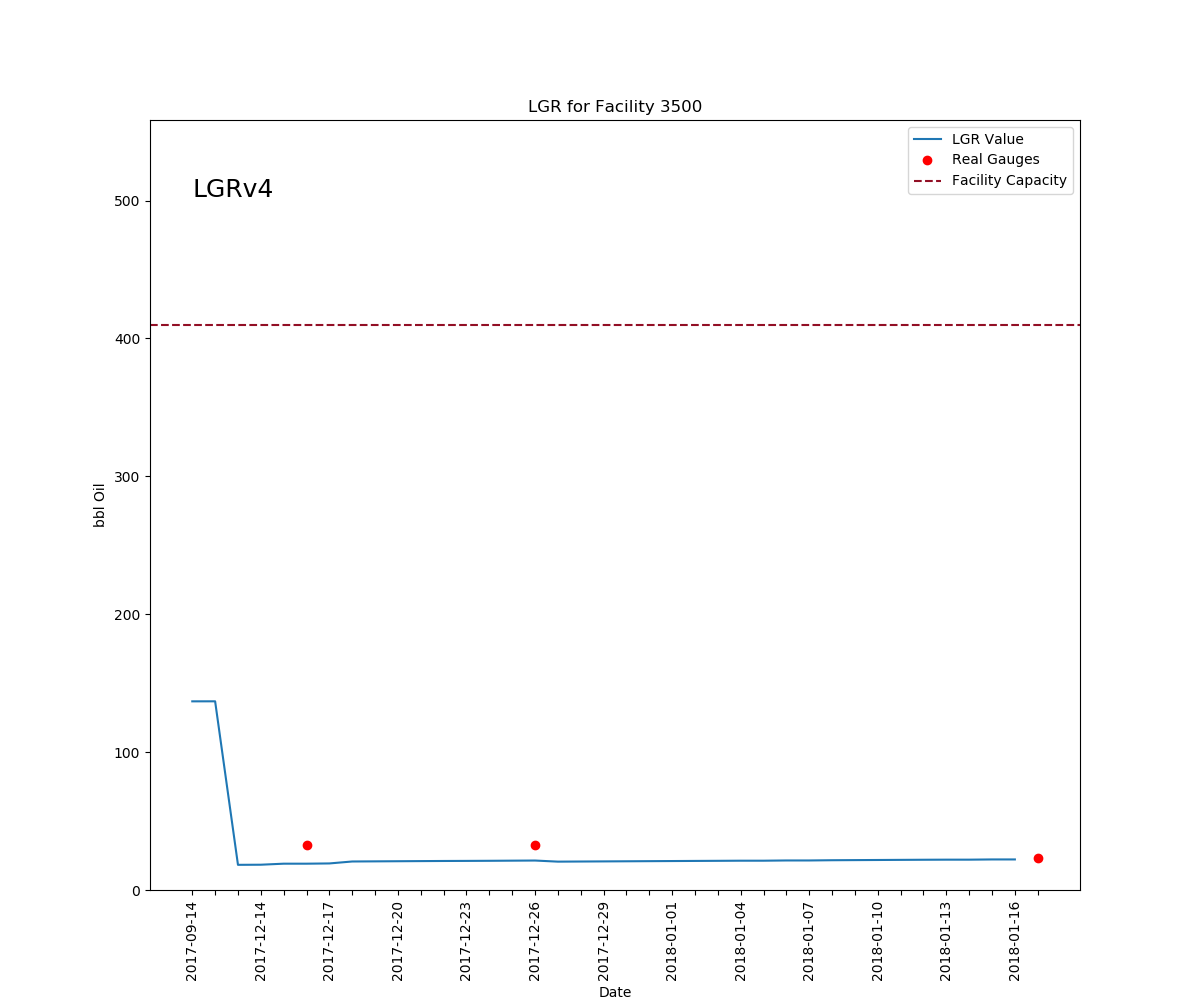 LGR for Facility 3500
LGR Value
Real Gauges
Facility Capacity
LGRv4
500
400
300
200
100
0
bbl Oil
2017-09-14
2017-12-14
2017-12-17
2017-12-20
2017-12-23
2017-12-26
2017-12-29
2018-01-01
2018-01-04
2018-01-07
2018-01-10
2018-01-13
2018-01-16
Date